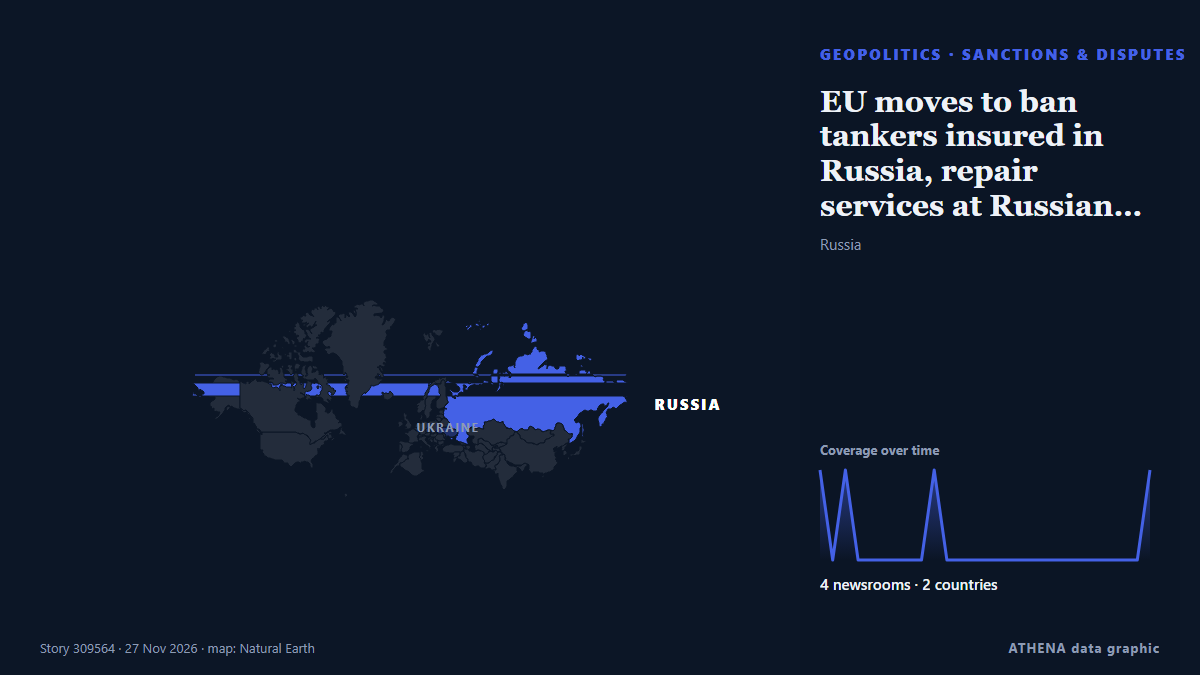 GEOPOLITICS · SANCTIONS & DISPUTES
EU moves to ban
tankers insured in
Russia, repair
services at Russian...
Russia
RUSSIA
UKRAINE
Coverage over time
4 newsrooms · 2 countries
Story 309564 · 27 Nov 2026 · map: Natural Earth
ATHENA data graphic